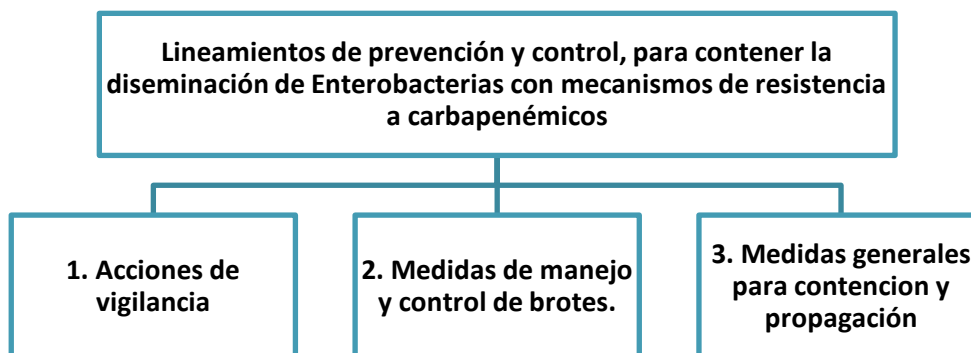 Lineamientos de prevención y control, para contener la
diseminación de Enterobacterias con mecanismos de resistencia
a carbapenémicos
1. Acciones de
vigilancia
2. Medidas de manejo
y control de brotes.
3. Medidas generales
para contencion y
propagación